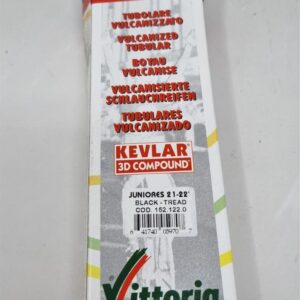 TUBOLARE
VULCANIZZATO
VULCANIZED
TUBULAR
BOYAU
VULCANISE
VULCANISIERTE
SCHLAUCHREIFEN
TUBULARES
VULCANIZADO
KEVLAR®
3D COMPOUND
JUNIORES 21-22"
BLACK - TREAD
COD. 152.122.0
Vittoria